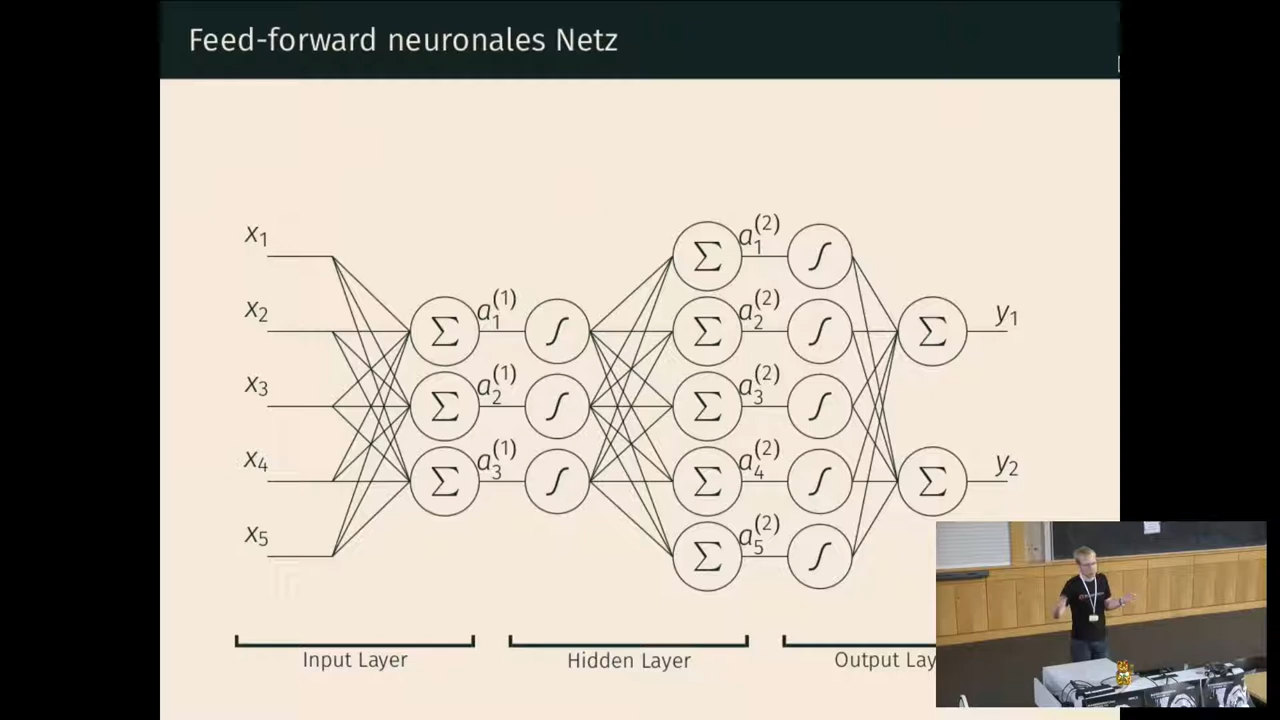 Feed-forward neuronales Netz
x1
x2
x3
x4
x5
Σ
Σ
Σ
a1(1)
a2(1)
a3(1)
∫
∫
∫
Σ
Σ
Σ
Σ
Σ
a1(2)
a2(2)
a3(2)
a4(2)
a5(2)
∫
∫
∫
∫
∫
Σ
Σ
y1
y2
Input Layer
Hidden Layer
Output Lay